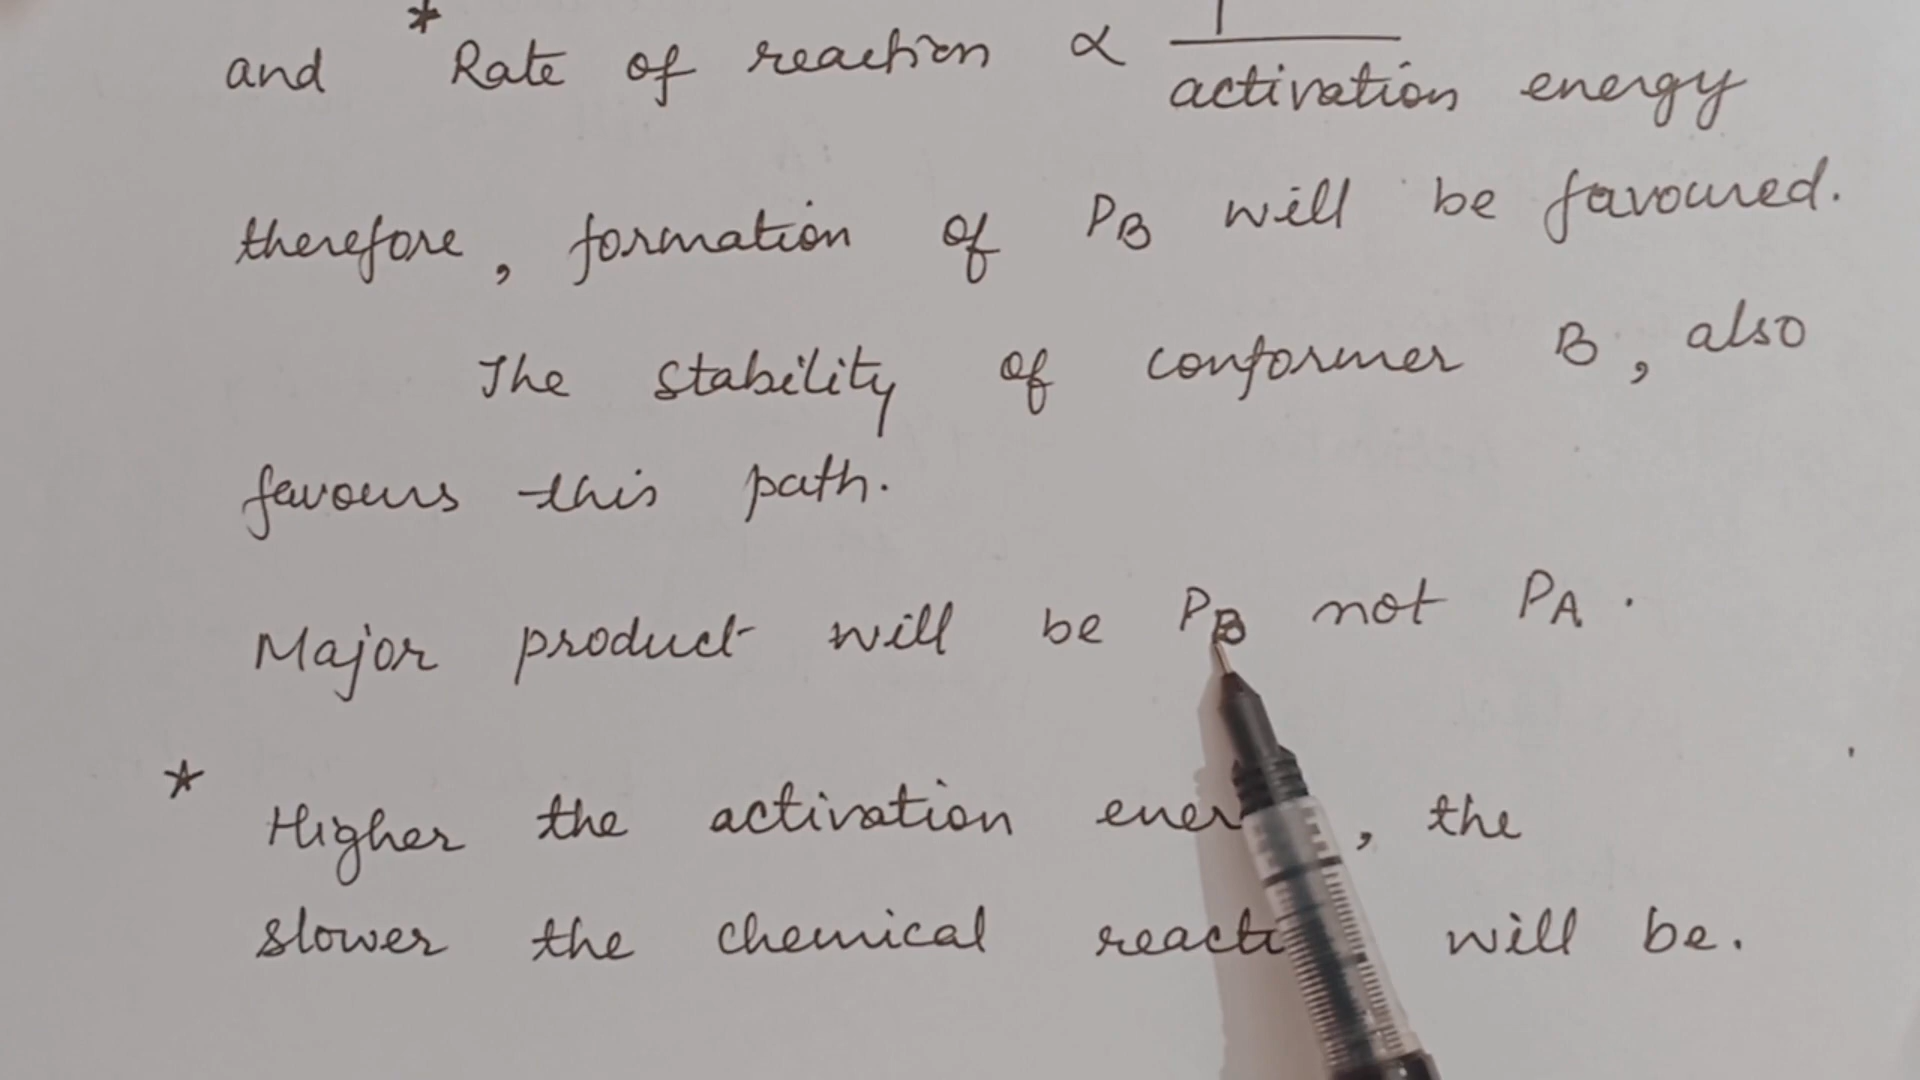 and *Rate of reaction ∝ 1
activation energy
therefore, formation of PB will be favoured.
The stability of conformer B, also
favours this path.
Major product will be PB not PA.
* Higher the activation , the
slower the chemical will be.